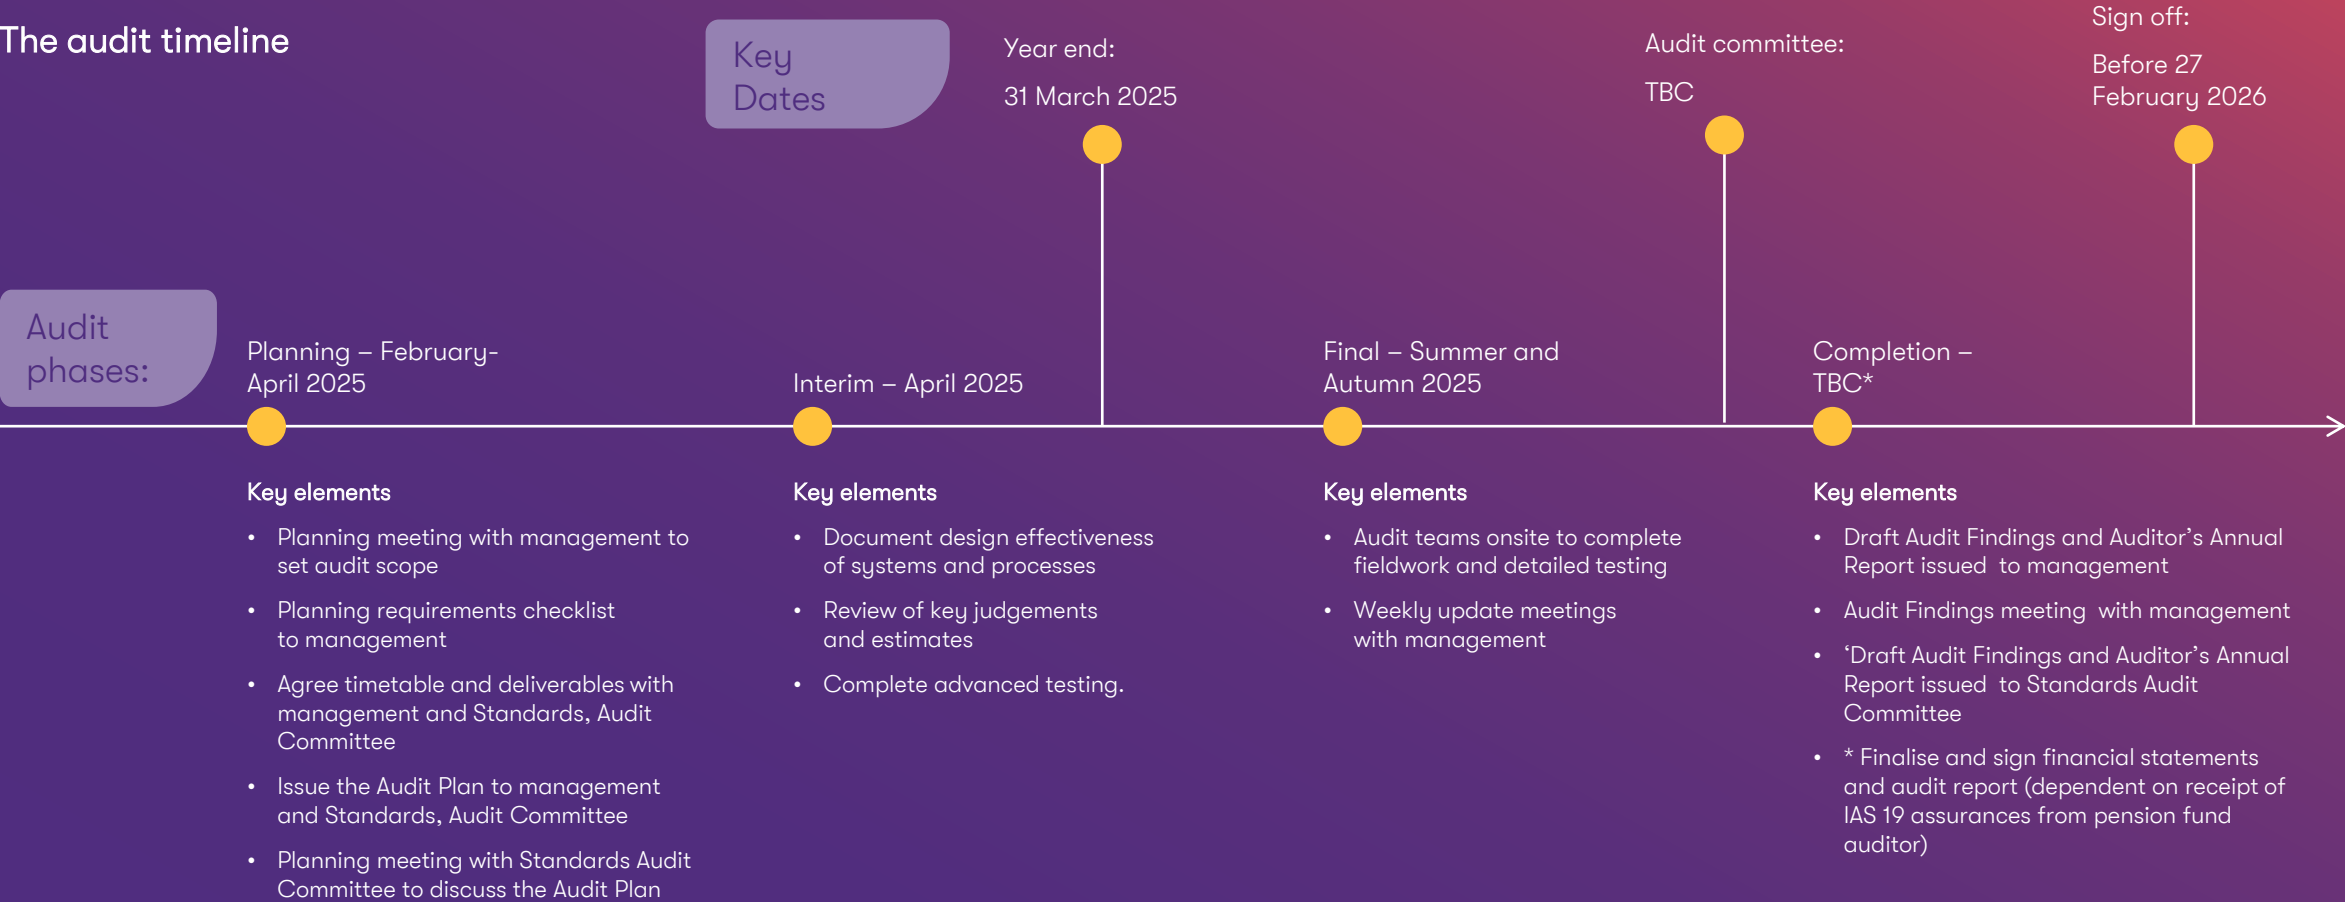 The audit timeline
Key
Dates
Year end:
31 March 2025
Audit committee:
TBC
Sign off:
Before 27
February 2026
Audit
phases:
Planning – February-
April 2025
Interim – April 2025
Final – Summer and
Autumn 2025
Completion –
TBC*
Key elements
• Planning meeting with management to
set audit scope
• Planning requirements checklist
to management
• Agree timetable and deliverables with
management and Standards, Audit
Committee
• Issue the Audit Plan to management
and Standards, Audit Committee
• Planning meeting with Standards Audit
Committee to discuss the Audit Plan
Key elements
• Document design effectiveness
of systems and processes
• Review of key judgements
and estimates
• Complete advanced testing.
Key elements
• Audit teams onsite to complete
fieldwork and detailed testing
• Weekly update meetings
with management
Key elements
• Draft Audit Findings and Auditor’s Annual
Report issued  to management
• Audit Findings meeting  with management
• ‘Draft Audit Findings and Auditor’s Annual
Report issued  to Standards Audit
Committee
• * Finalise and sign financial statements
and audit report (dependent on receipt of
IAS 19 assurances from pension fund
auditor)